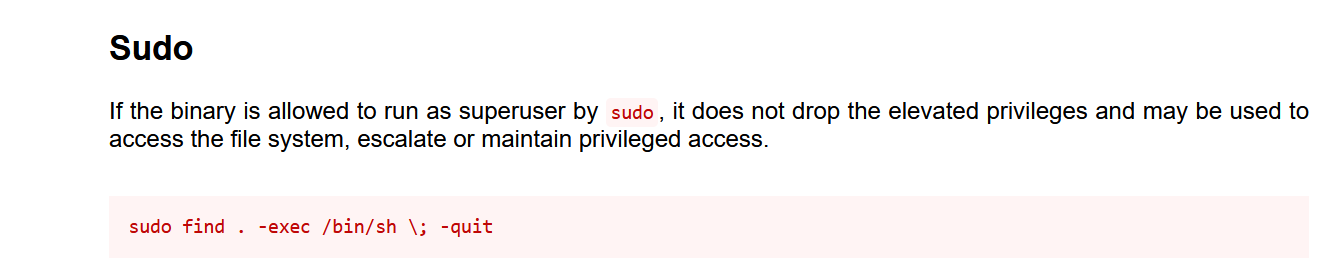 Sudo
If the binary is allowed to run as superuser by sudo, it does not drop the elevated privileges and may be used to
access the file system, escalate or maintain privileged access.
sudo find . -exec /bin/sh \; -quit